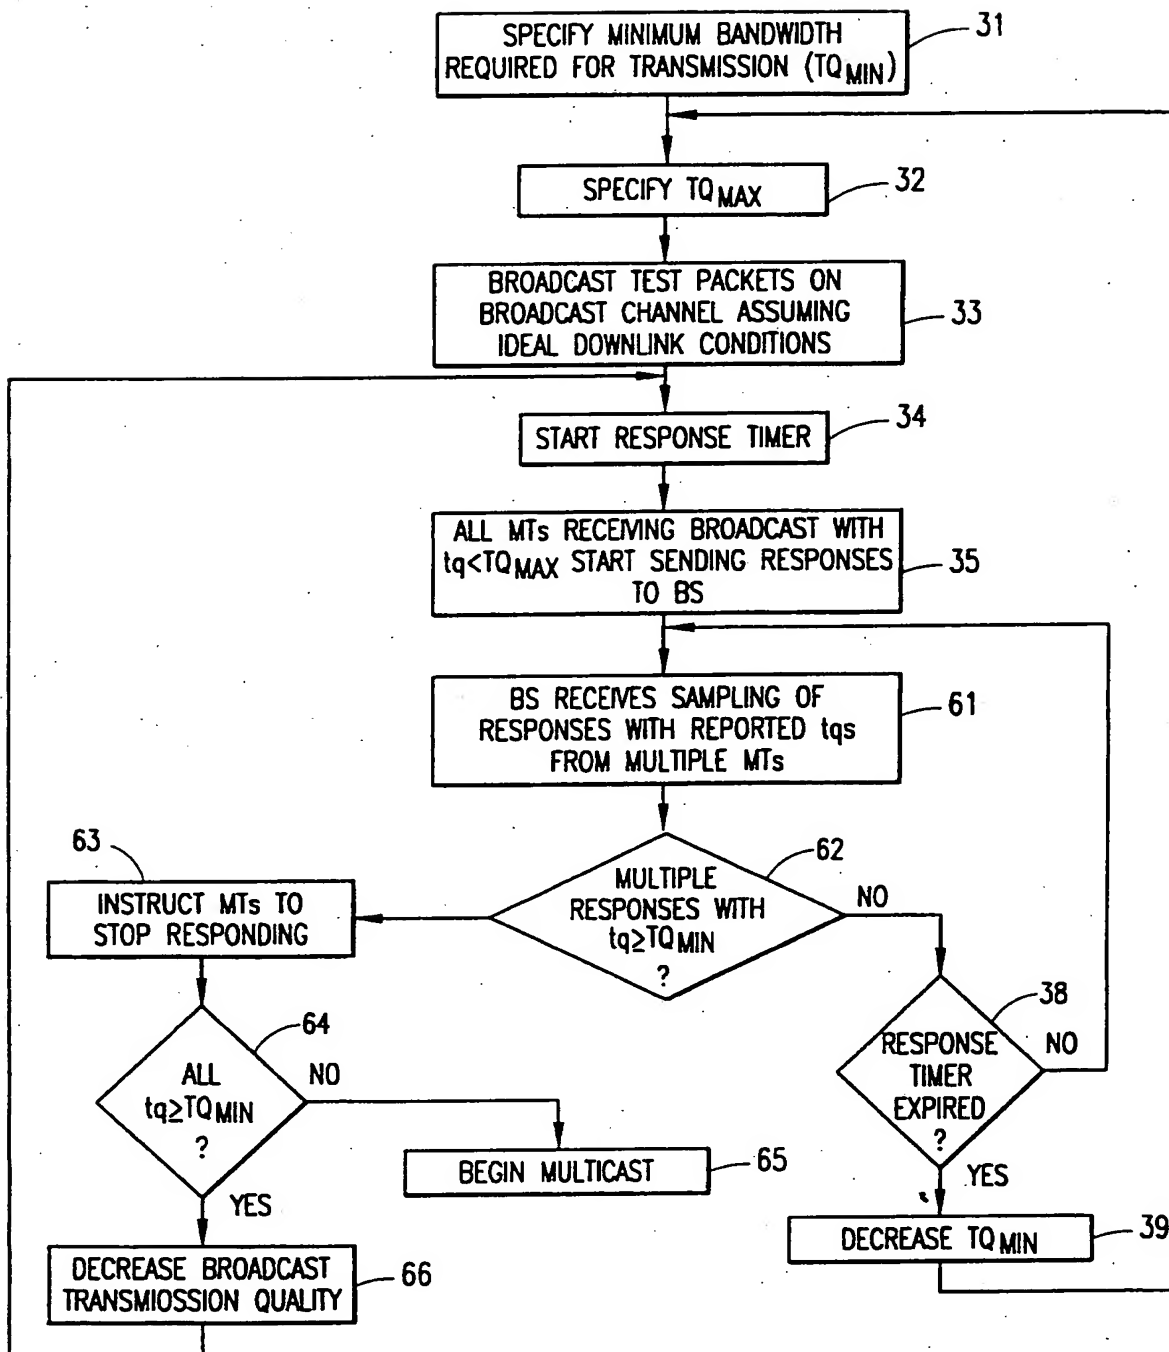 SPECIFY MINIMUM BANDWIDTH
REQUIRED FOR TRANSMISSION (TQMIN)
31
SPECIFY TQMAX
32
BROADCAST TEST PACKETS ON
BROADCAST CHANNEL ASSUMING
IDEAL DOWNLINK CONDITIONS
33
START RESPONSE TIMER
34
ALL MTs RECEIVING BROADCAST WITH
tq<TQMAX START SENDING RESPONSES
TO BS
35
BS RECEIVES SAMPLING OF
RESPONSES WITH REPORTED tqs
FROM MULTIPLE MTs
61
MULTIPLE
RESPONSES WITH
tq≥TQMIN
?
62
NO
63
INSTRUCT MTs TO
STOP RESPONDING
RESPONSE
TIMER
EXPIRED
?
38
NO
YES
ALL
tq≥TQMIN
?
64
NO
YES
BEGIN MULTICAST
65
DECREASE TQMIN
39
DECREASE BROADCAST
TRANSMIOSSION QUALITY
66